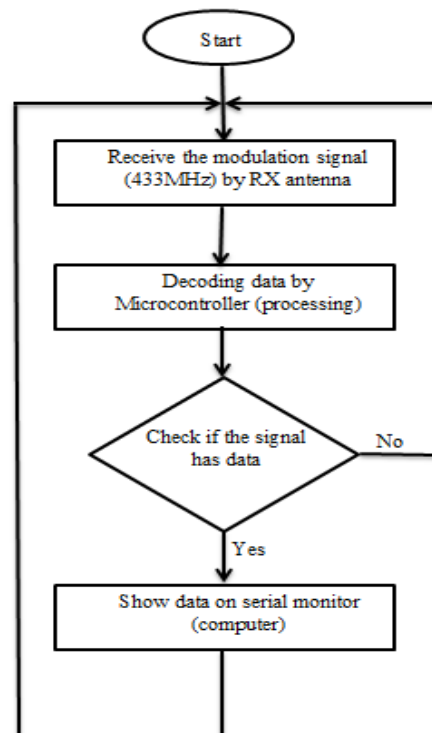 Start
Receive the modulation signal
(433MHz) by RX antenna
Decoding data by
Microcontroller (processing)
Check if the signal
has data
No
Yes
Show data on serial monitor
(computer)